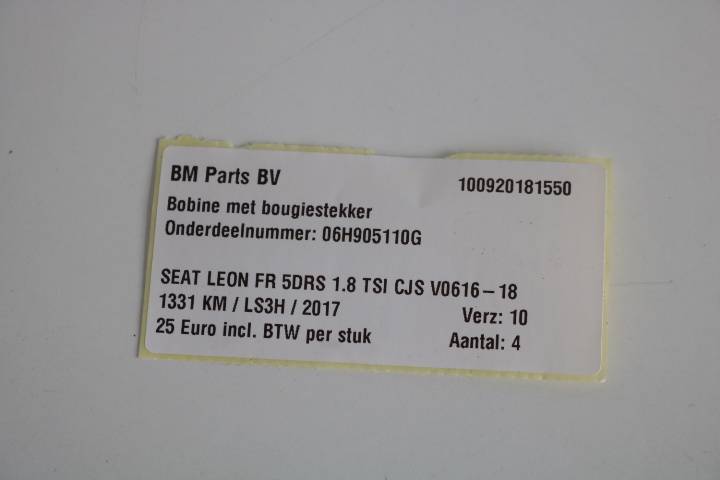 BM Parts BV 100920181550
Bobine met bougiestekker
Onderdeelnummer: 06H905110G
SEAT LEON FR 5DRS 1.8 TSI CJS V0616-18
1331 KM / LS3H / 2017 Verz: 10
25 Euro incl. BTW per stuk Aantal: 4